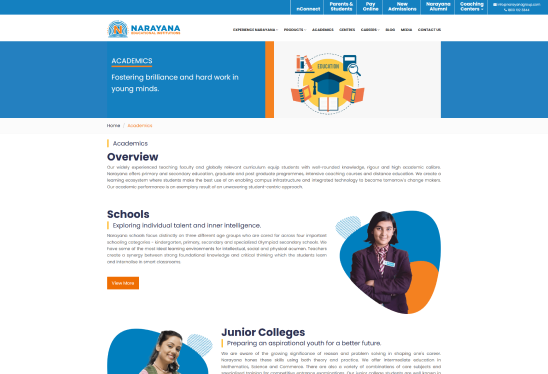 nConnect
Parents & Students
Pay Online
New Admissions
Narayana Alumni
Coaching Centers
NARAYANA
EDUCATIONAL INSTITUTIONS
EXPERIENCE NARAYANA
PRODUCTS
ACADEMICS
CENTRES
CAREERS
BLOG
MEDIA
CONTACT US
ACADEMICS
Fostering brilliance and hard work in
young minds.
EDUCATION
Home / Academics
Academics
Overview
Our widely experienced teaching faculty and globally relevant curriculum equip students with well-rounded knowledge, rigour and high academic calibre.
Narayana offers primary and secondary education, graduate and post graduate programmes, intensive coaching courses and distance education. We create a
learning ecosystem where students make the best use of an enabling campus infrastructure and integrated technology to become tomorrow's change makers.
Our academic performance is an exemplary result of an unwavering student-centric approach.
Schools
Exploring individual talent and inner intelligence.
Narayana schools focus distinctly on three different age groups who are cared for across four important
schooling categories - kindergarten, primary, secondary and specialised Olympiad secondary schools. We
have some of the most ideal learning environments for intellectual, social and physical acumen. Teachers
create a synergy between strong foundational knowledge and critical thinking which the students learn
and internalise in smart classrooms.
View More
Junior Colleges
Preparing an aspirational youth for a better future.
We are aware of the growing significance of reason and problem solving in shaping one's career.
Narayana hones these skills using both theory and practice. We offer intermediate education in
Mathematics, Science and Commerce. There are also a variety of combinations of core subjects and